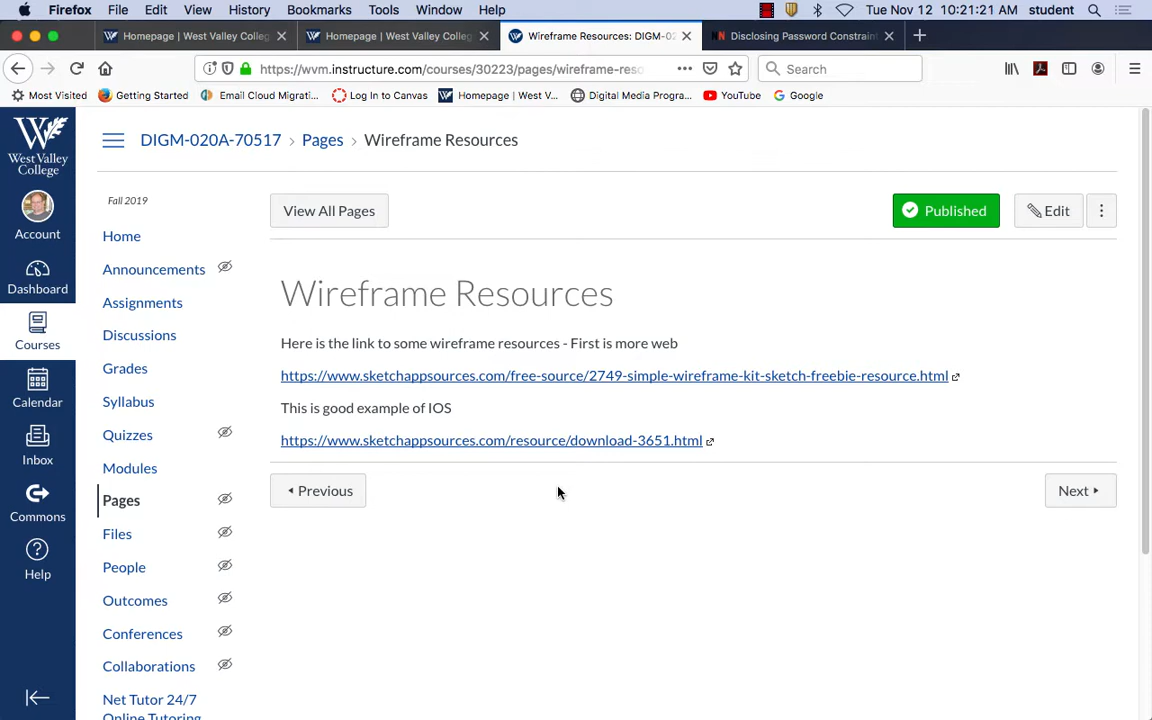 Firefox File Edit View History Bookmarks Tools Window Help Tue Nov 12 10:21:21 AM student
Homepage | West Valley Colleg Homepage | West Valley Colleg Wireframe Resources: DIGM-02 Disclosing Password Constraint
https://wvm.instructure.com/courses/30223/pages/wireframe-reso Search
Most Visited Getting Started Email Cloud Migrati... Log In to Canvas Homepage | West V... Digital Media Progra... YouTube Google
West Valley
College
Account
Dashboard
Courses
Calendar
Inbox
Commons
Help
DIGM-020A-70517 › Pages › Wireframe Resources
Fall 2019
Home
Announcements
Assignments
Discussions
Grades
Syllabus
Quizzes
Modules
Pages
Files
People
Outcomes
Conferences
Collaborations
Net Tutor 24/7
Online Tutoring
View All Pages Published Edit
Wireframe Resources
Here is the link to some wireframe resources - First is more web
https://www.sketchappsources.com/free-source/2749-simple-wireframe-kit-sketch-freebie-resource.html
This is good example of IOS
https://www.sketchappsources.com/resource/download-3651.html
Previous Next